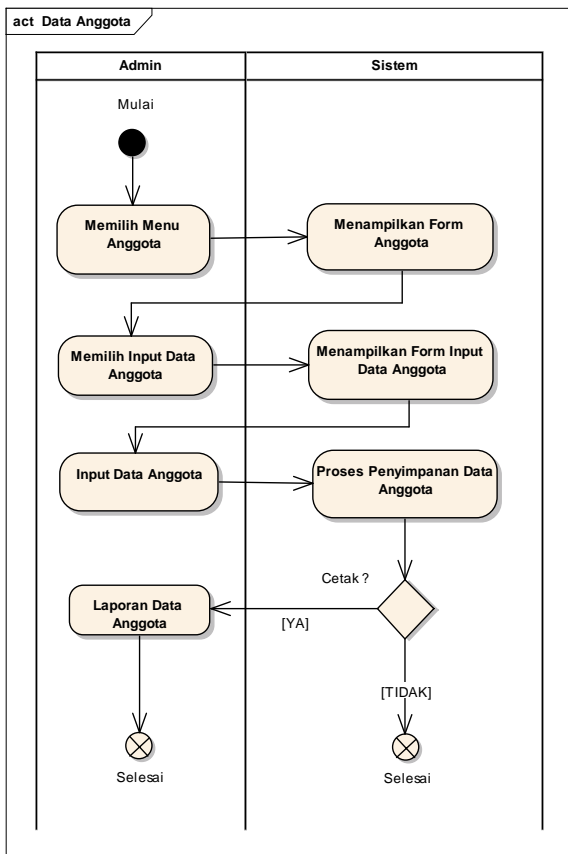 act Data Anggota
Admin
Sistem
Mulai
Memilih Menu
Anggota
Menampilkan Form
Anggota
Memilih Input Data
Anggota
Menampilkan Form Input
Data Anggota
Input Data Anggota
Proses Penyimpanan Data
Anggota
Cetak ?
Laporan Data
Anggota
[YA]
[TIDAK]
Selesai
Selesai